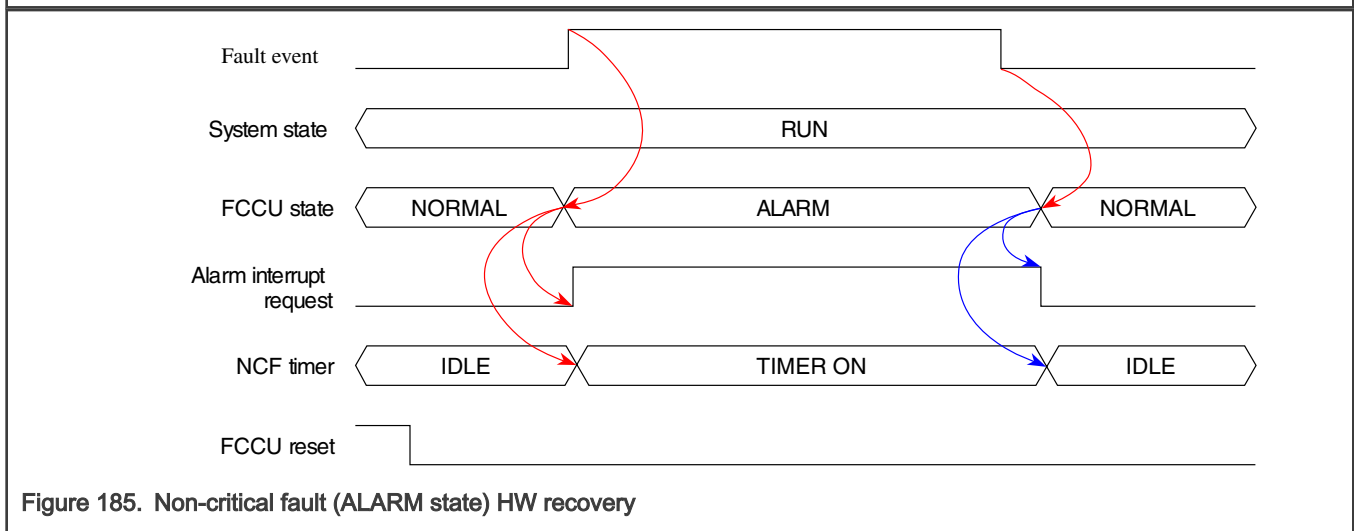 Fault event
System state RUN
FCCU state NORMAL ALARM NORMAL
Alarm interrupt
request
NCF timer IDLE TIMER ON IDLE
FCCU reset
Figure 185. Non-critical fault (ALARM state) HW recovery